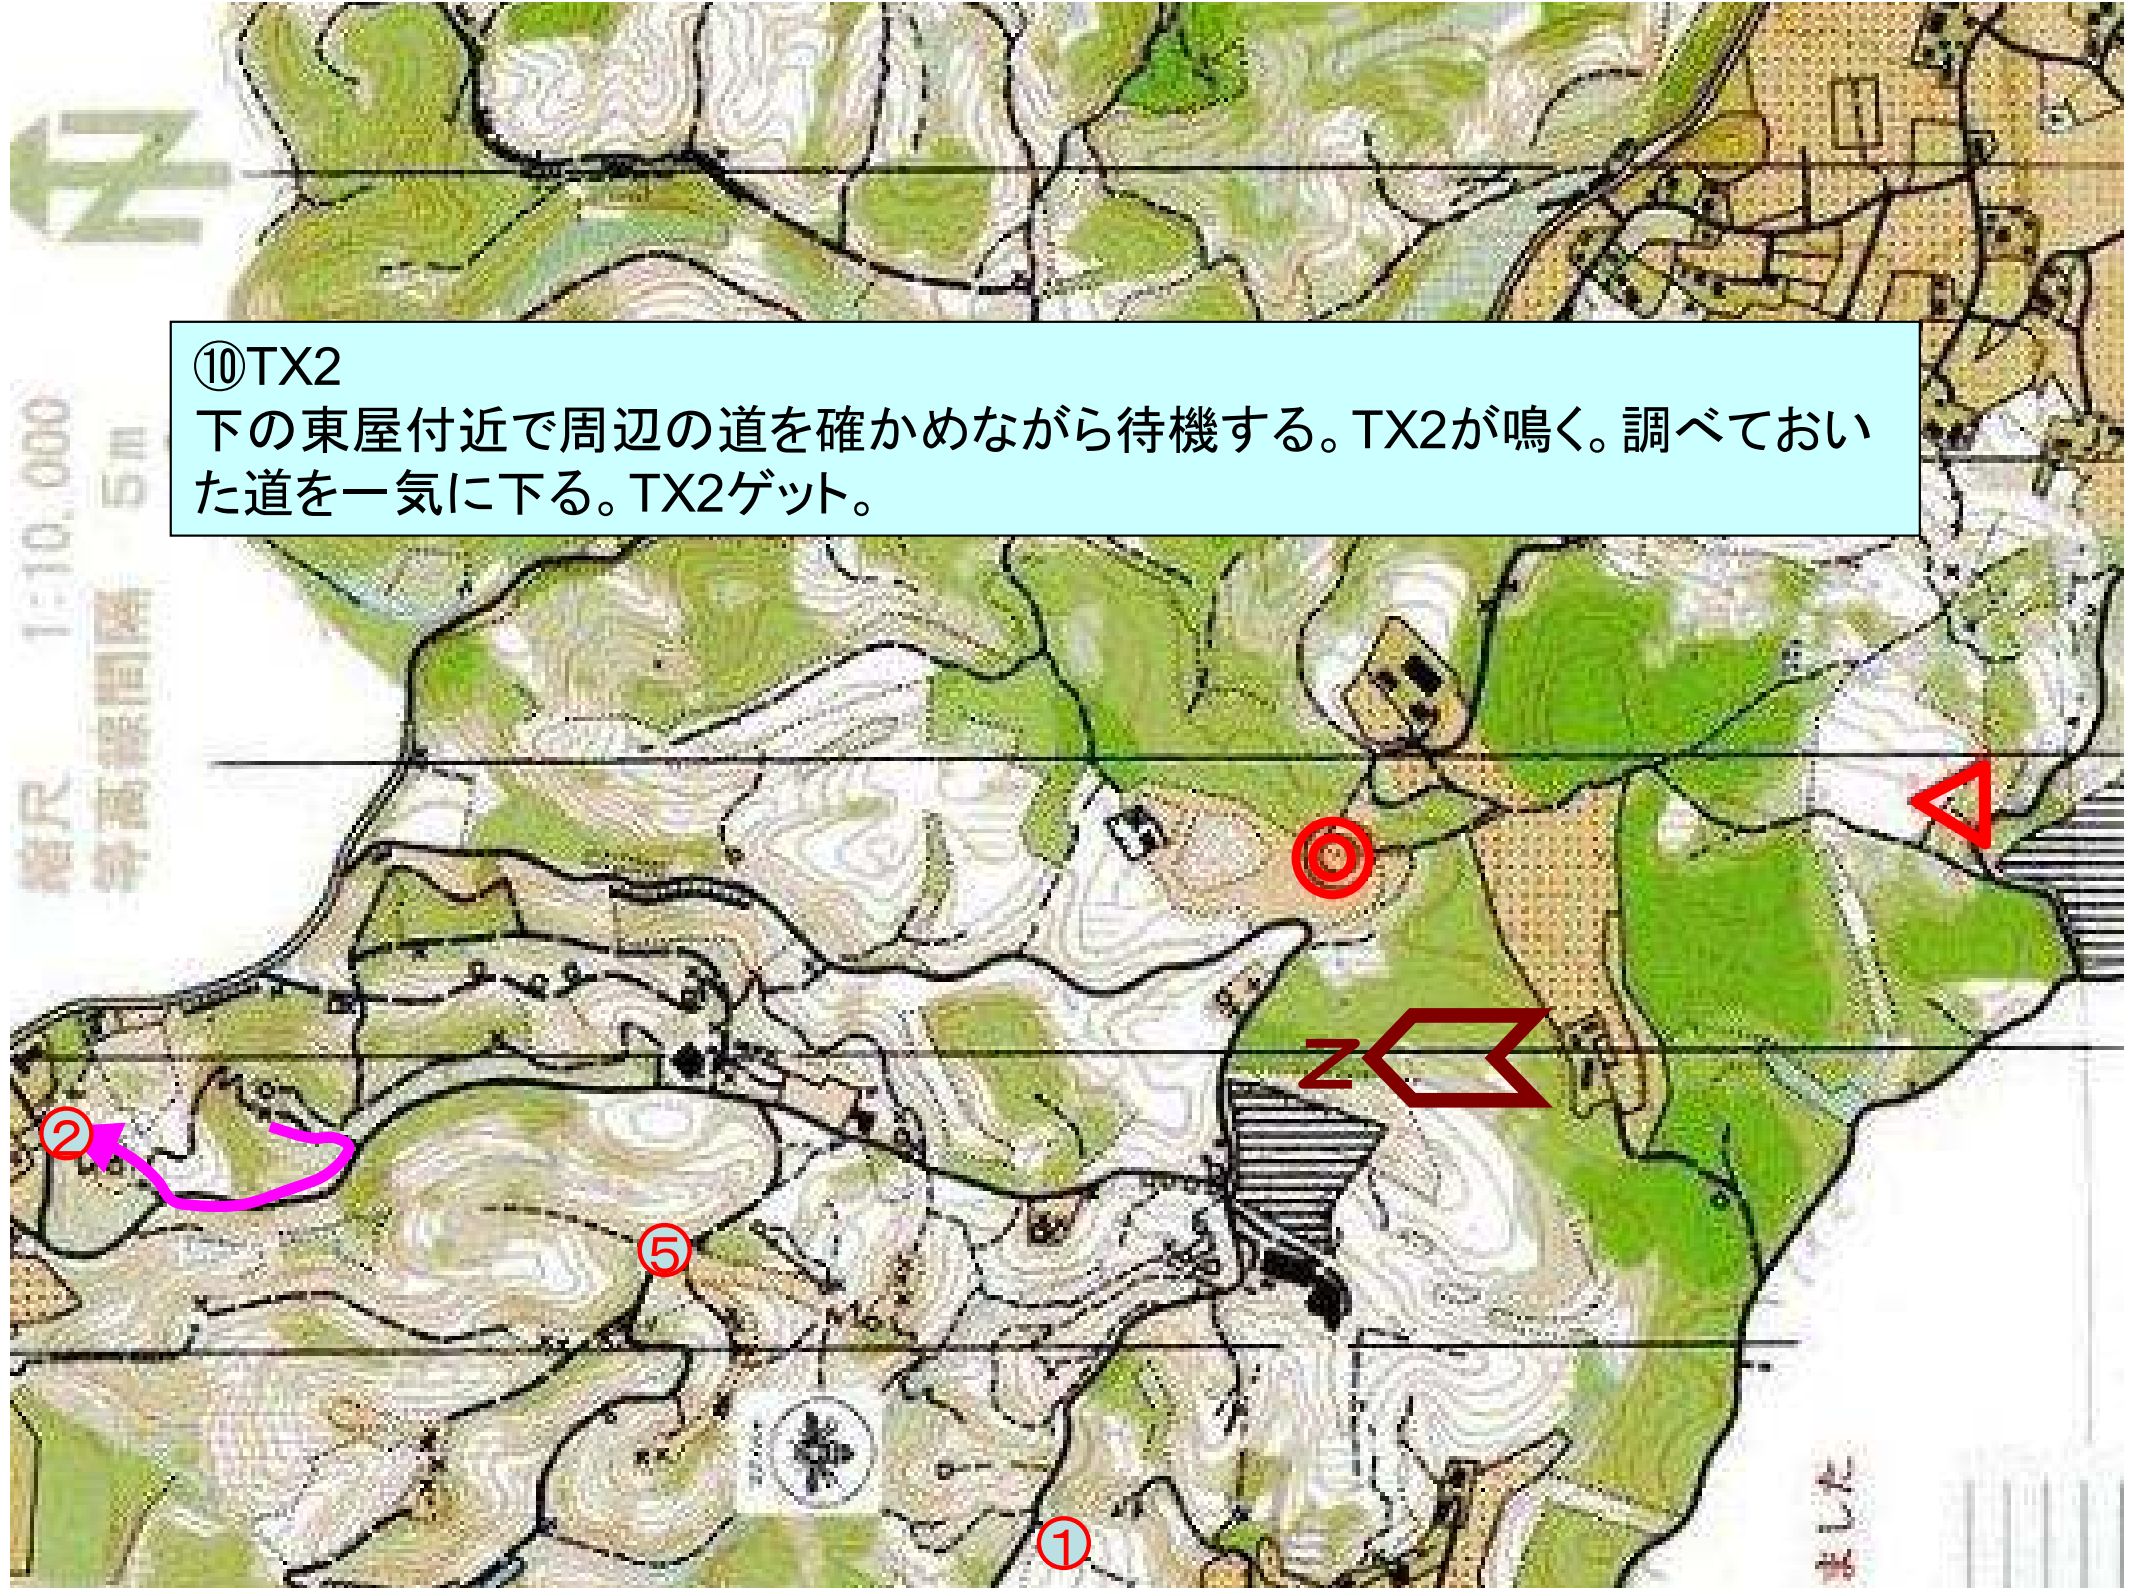 ⑩TX2
下の東屋付近で周辺の道を確かめながら待機する。TX2が鳴く。調べておい
た道を一気に下る。TX2ゲット。
縮尺 1:10,000
等高線間隔 5m
N
N
②
⑤
①
ました